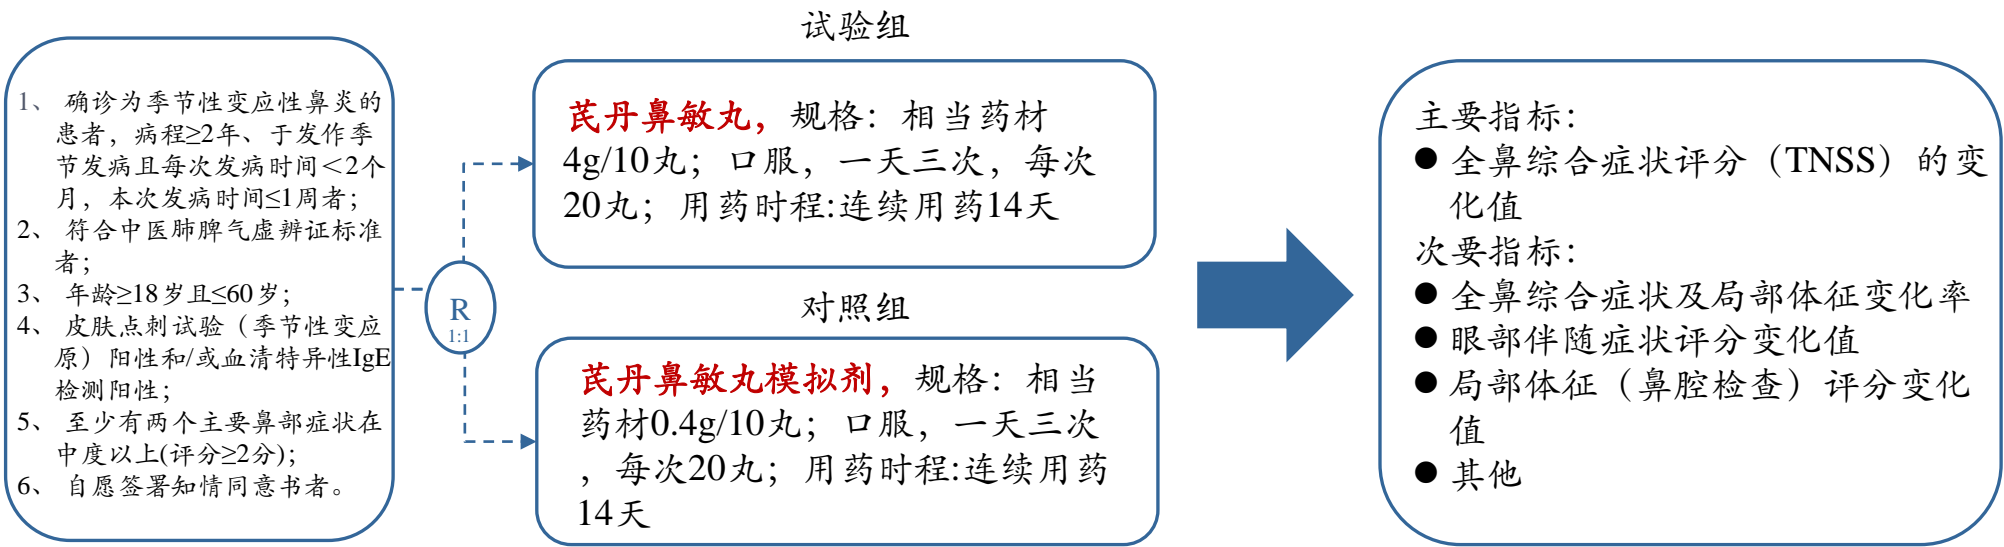 1、 确诊为季节性变应性鼻炎的
患者，病程≥2年、于发作季
节发病且每次发病时间＜2个
月，本次发病时间≤1周者；
2、 符合中医肺脾气虚辨证标准
者；
3、 年龄≥18岁且≤60岁；
4、 皮肤点刺试验（季节性变应
原）阳性和/或血清特异性IgE
检测阳性；
5、 至少有两个主要鼻部症状在
中度以上(评分≥2分)；
6、 自愿签署知情同意书者。
R
1:1
试验组
芪丹鼻敏丸，规格：相当药材
4g/10丸；口服，一天三次，每次
20丸；用药时程:连续用药14天
对照组
芪丹鼻敏丸模拟剂，规格：相当
药材0.4g/10丸；口服，一天三次
，每次20丸；用药时程:连续用药
14天
主要指标：
● 全鼻综合症状评分（TNSS）的变
化值
次要指标：
● 全鼻综合症状及局部体征变化率
● 眼部伴随症状评分变化值
● 局部体征（鼻腔检查）评分变化
值
● 其他